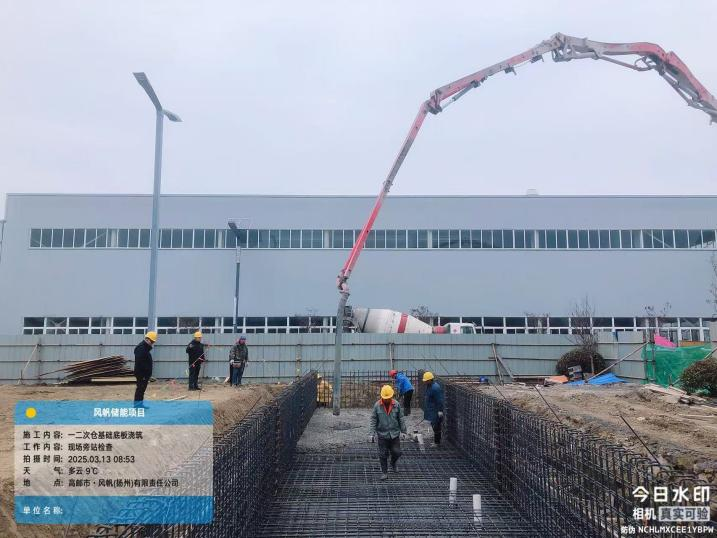 风帆储能项目
施工内容：一二次仓基础底板浇筑
工作内容：现场旁站检查
拍摄时间：2025.03.13 08:53
天　　气：多云 9℃
地　　点：高邮市·风帆(扬州)有限责任公司
单位名称：
今日水印
相机 真实可验
防伪 NCHLMXCEE1YBPW